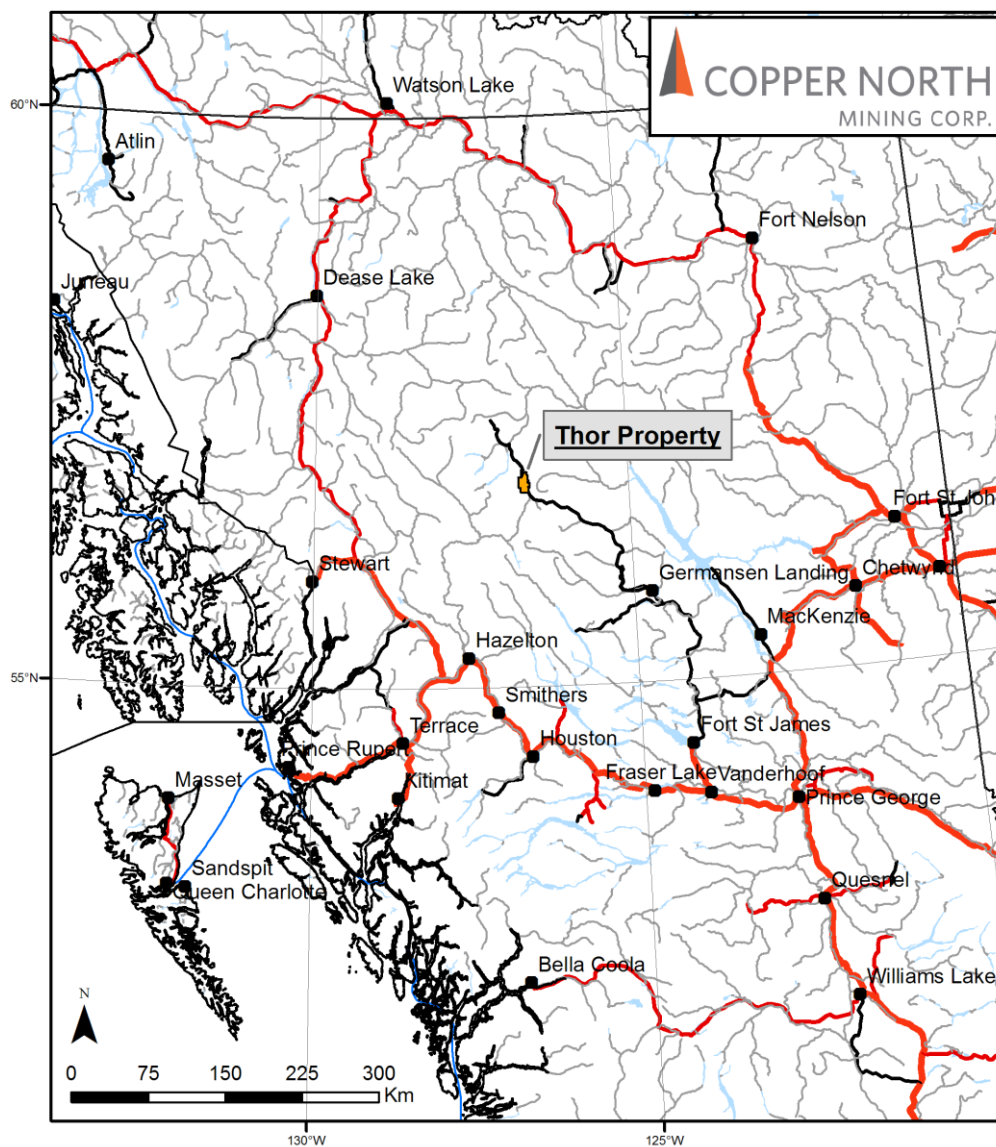 COPPER NORTH
MINING CORP.
Watson Lake
60°N
Atlin
Fort Nelson
Juneau
Dease Lake
Thor Property
Fort St Jon
Stewart
Germansen Landing
Chetwynd
MacKenzie
Hazelton
55°N
Smithers
Fort St James
Terrace
Houston
Prince Rupert
Masset
Kitimat
Fraser Lake
Vanderhoof
Prince George
Sandspit
Queen Charlotte
Quesnel
Bella Coola
Williams Lake
N
0 75 150 225 300
Km
130°W
125°W